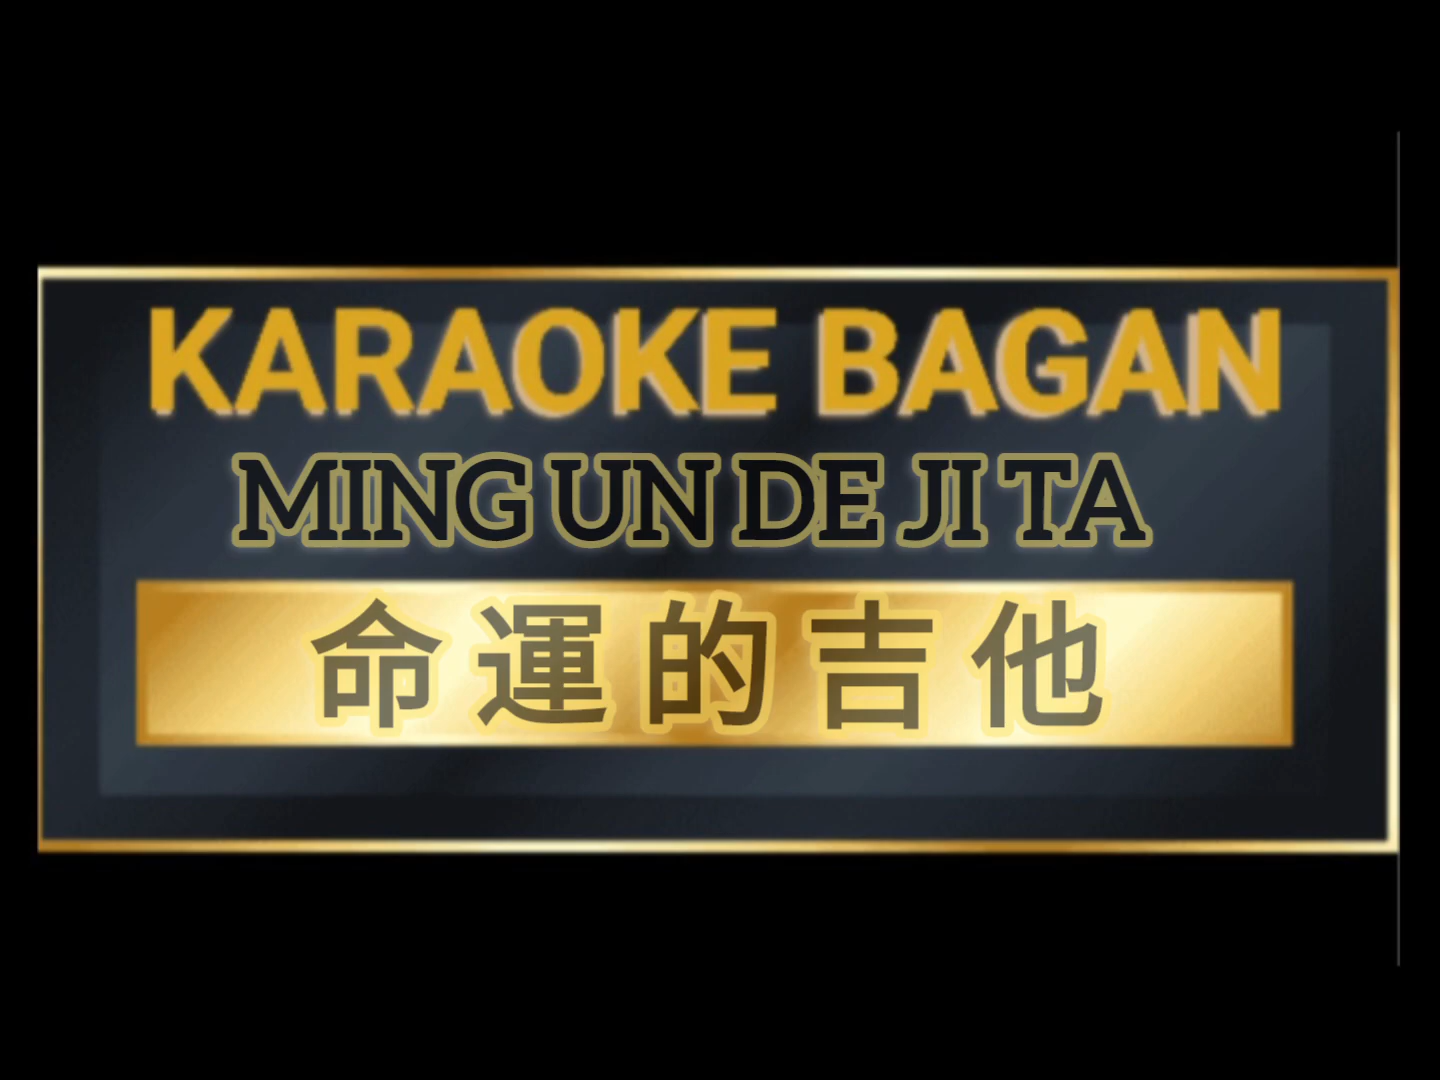 KARAOKE BAGAN
MING UN DE JI TA
命運的吉他